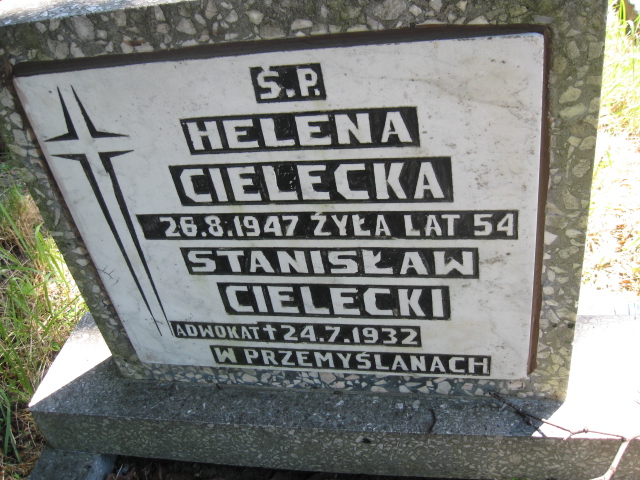 Ś.P.
HELENA
CIELECKA
26.8.1947 ŻYŁA LAT 54
STANISŁAW
CIELECKI
ADWOKAT ✝ 24.7.1932
W PRZEMYŚLANACH